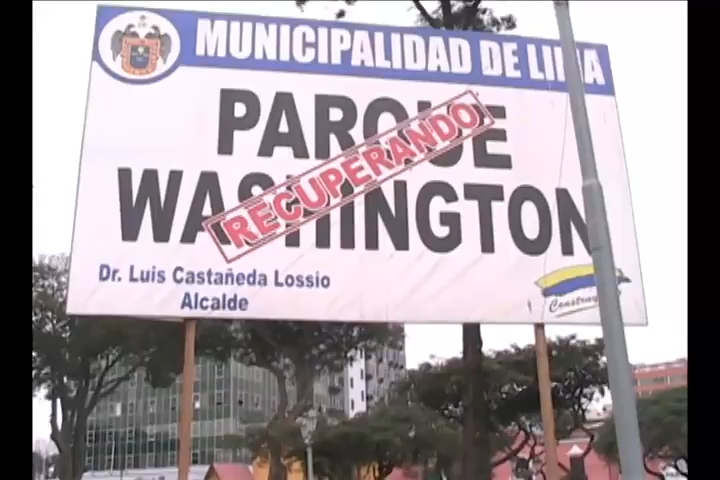 MUNICIPALIDAD DE LIMA
PARQUE
RECUPERANDO
WASHINGTON
Dr. Luis Castañeda Lossio
Alcalde